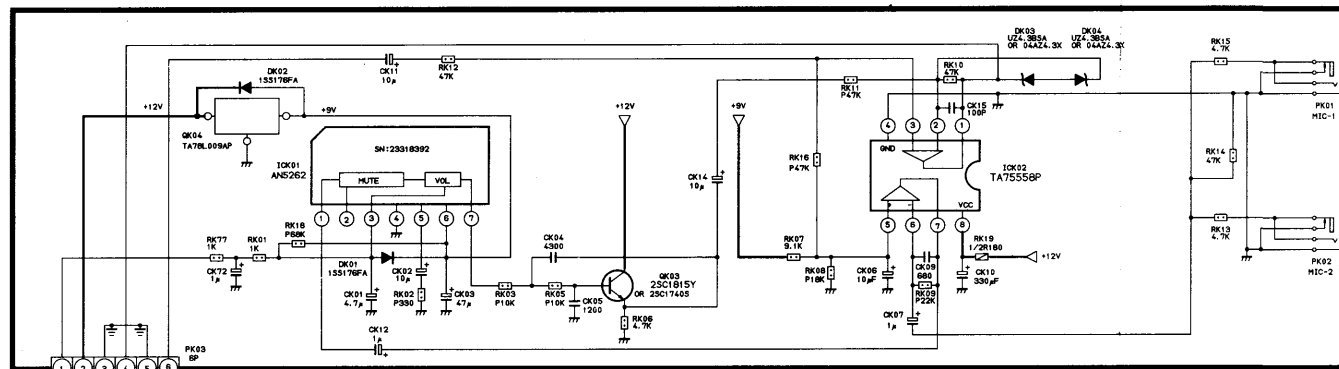 DK03
UZ4.3BSA
OR 04AZ4.3X
DK04
UZ4.3BSA
OR 04AZ4.3X
RK15
4.7K
DK02
1SS176FA
CK11
10μ
RK12
47K
RK10
47K
RK11
P47K
+12V
+9V
+12V
+9V
CK15
100P
PK01
MIC-1
QK04
TA78L009AP
ICK01
AN5262
SN:23318392
MUTE
VOL
1 2 3 4 5 6 7
4 3 2 1
GND
ICK02
TA75558P
VCC
5 6 7 8
RK16
P47K
RK14
47K
CK14
10μ
RK18
P68K
RK77
1K
RK01
1K
CK72
1μ
DK01
1SS176FA
CK01
4.7μ
CK02
10μ
RK02
P330
CK03
47μ
CK04
4300
RK03
P10K
RK05
P10K
CK05
1200
QK03
2SC1815Y
OR 2SC1740S
RK06
4.7K
RK07
9.1K
RK08
P18K
CK06
10μF
CK09
680
RK09
P22K
CK07
1μ
RK19
1/2R180
+12V
CK10
330μF
RK13
4.7K
PK02
MIC-2
CK12
1μ
PK03
6P
1 2 3 4 5 6